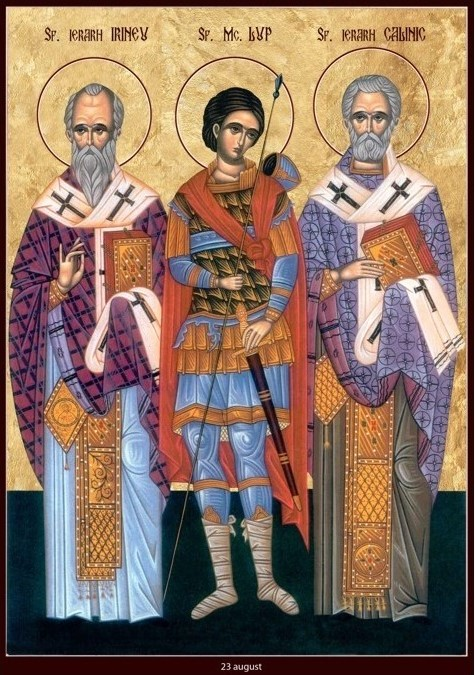 Sf. Ierarh IRINEU Sf. Mc. LUP Sf. Ierarh CALINIC
23 august